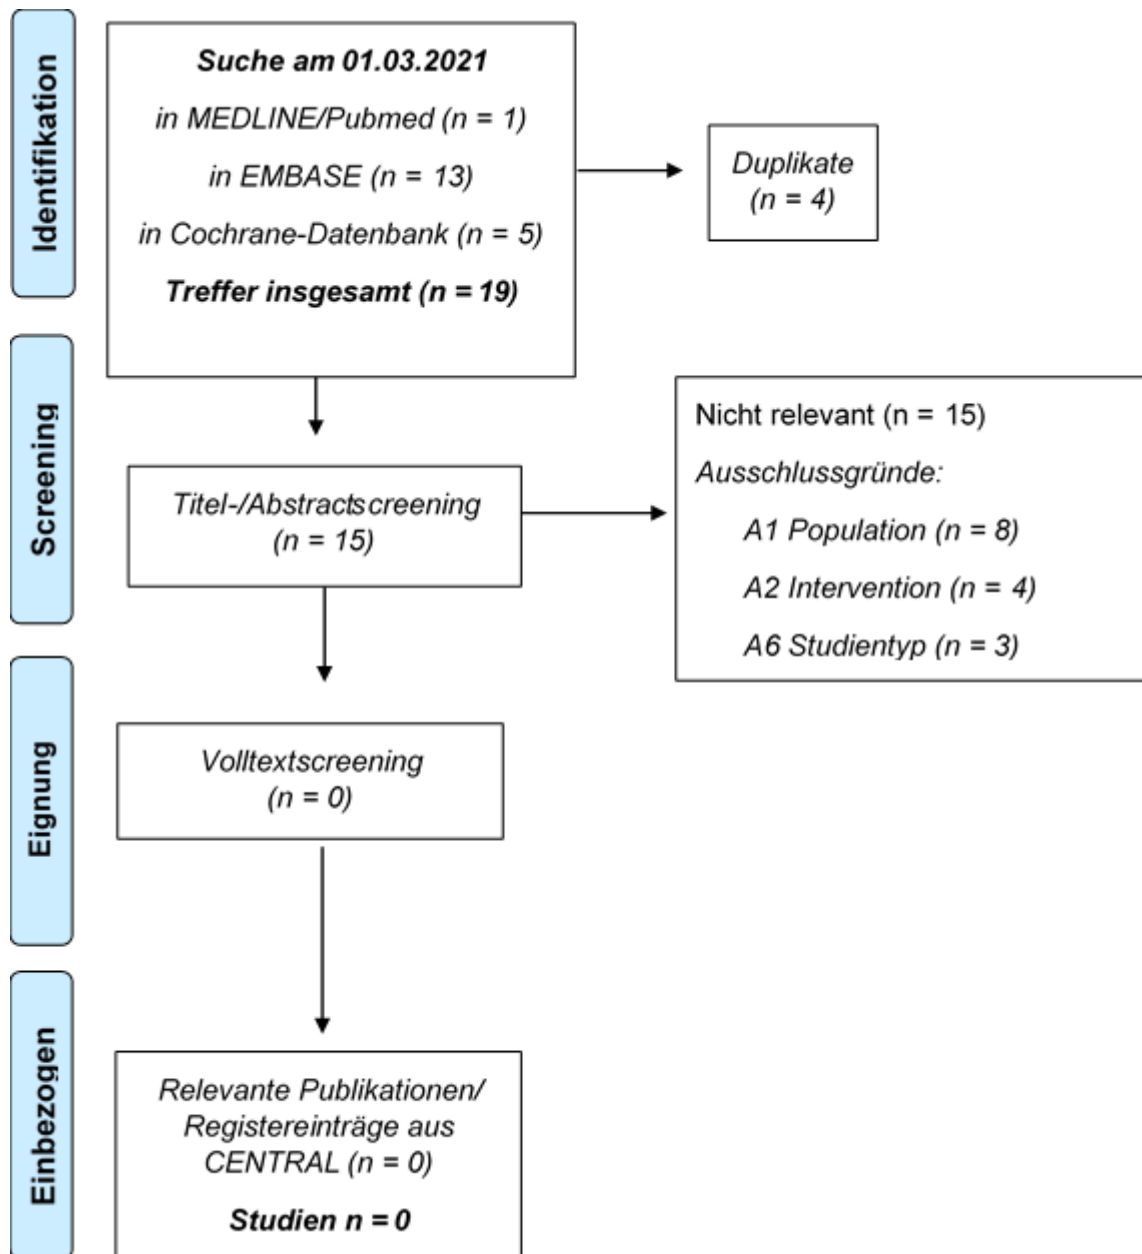 Identifikation
Suche am 01.03.2021
in MEDLINE/Pubmed (n = 1)
in EMBASE (n = 13)
in Cochrane-Datenbank (n = 5)
Treffer insgesamt (n = 19)
Duplikate
(n = 4)
Screening
Titel-/Abstractscreening
(n = 15)
Nicht relevant (n = 15)
Ausschlussgründe:
A1 Population (n = 8)
A2 Intervention (n = 4)
A6 Studientyp (n = 3)
Eignung
Volltextscreening
(n = 0)
Einbezogen
Relevante Publikationen/
Registereinträge aus
CENTRAL (n = 0)
Studien n = 0